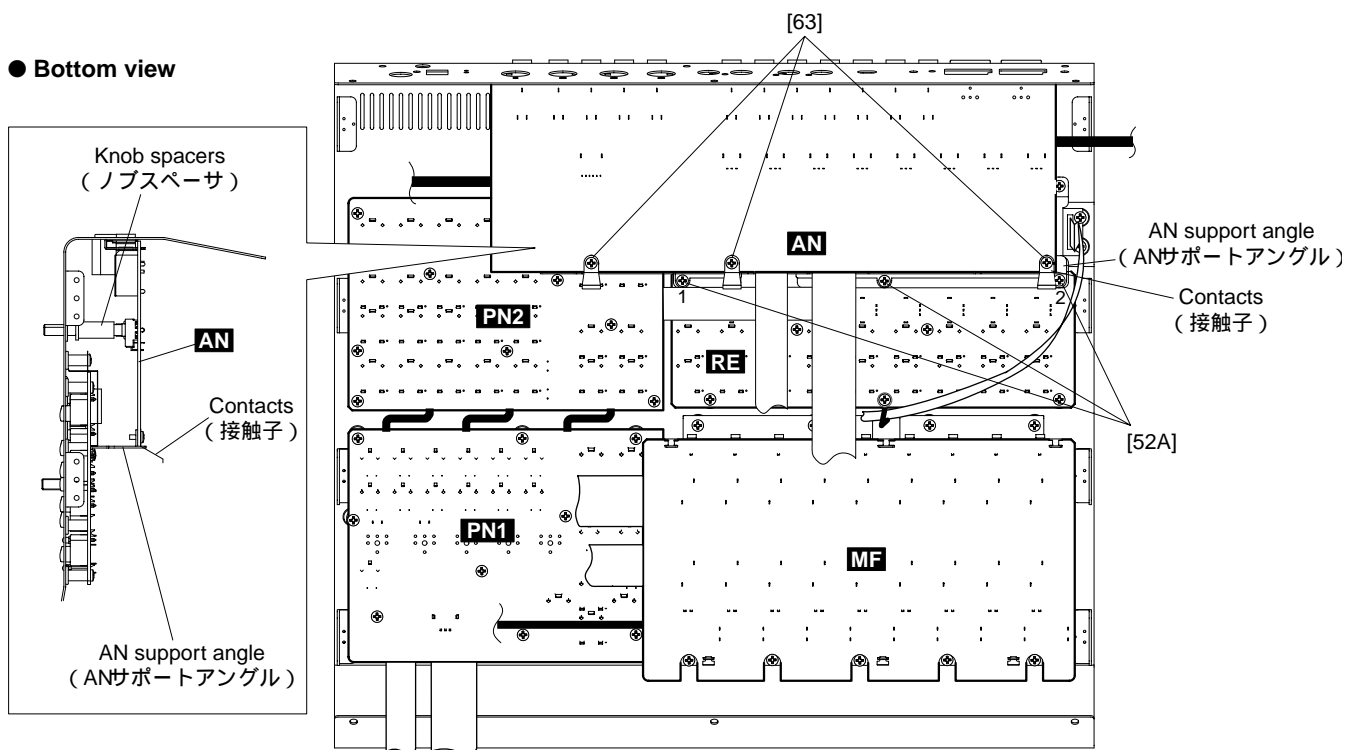 ● Bottom view
[63]
Knob spacers
（ノブスペーサ）
AN
Contacts
（接触子）
AN support angle
（ANサポートアングル）
AN
PN2
1
2
RE
PN1
MF
AN support angle
（ANサポートアングル）
Contacts
（接触子）
[52A]